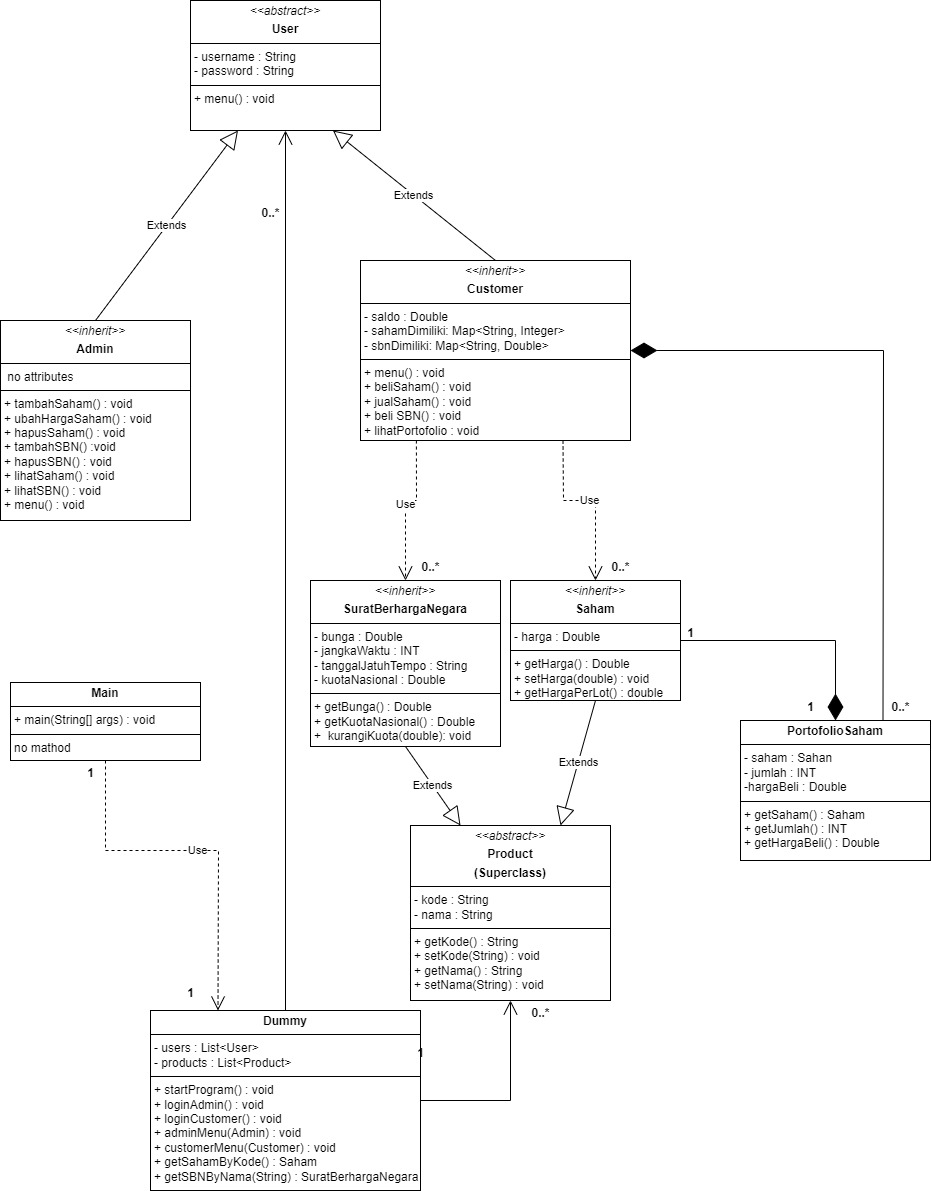 <<abstract>>
User
- username : String
- password : String
+ menu() : void
0..*
Extends
Extends
<<inherit>>
Customer
- saldo : Double
- sahamDimiliki: Map<String, Integer>
- sbnDimiliki: Map<String, Double>
+ menu() : void
+ beliSaham() : void
+ jualSaham() : void
+ beli SBN() : void
+ lihatPortofolio : void
<<inherit>>
Admin
no attributes
+ tambahSaham() : void
+ ubahHargaSaham() : void
+ hapusSaham() : void
+ tambahSBN() :void
+ hapusSBN() : void
+ lihatSaham() : void
+ lihatSBN() : void
+ menu() : void
Use
Use
0..*
0..*
<<inherit>>
SuratBerhargaNegara
- bunga : Double
- jangkaWaktu : INT
- tanggalJatuhTempo : String
- kuotaNasional : Double
+ getBunga() : Double
+ getKuotaNasional() : Double
+ kurangiKuota(double): void
<<inherit>>
Saham
- harga : Double
+ getHarga() : Double
+ setHarga(double) : void
+ getHargaPerLot() : double
1
1
0..*
PortofolioSaham
- saham : Sahan
- jumlah : INT
-hargaBeli : Double
+ getSaham() : Saham
+ getJumlah() : INT
+ getHargaBeli() : Double
Main
+ main(String[] args) : void
no mathod
1
Use
1
Extends
Extends
<<abstract>>
Product
(Superclass)
- kode : String
- nama : String
+ getKode() : String
+ setKode(String) : void
+ getNama() : String
+ setNama(String) : void
0..*
1
Dummy
- users : List<User>
- products : List<Product>
+ startProgram() : void
+ loginAdmin() : void
+ loginCustomer() : void
+ adminMenu(Admin) : void
+ customerMenu(Customer) : void
+ getSahamByKode() : Saham
+ getSBNByNama(String) : SuratBerhargaNegara